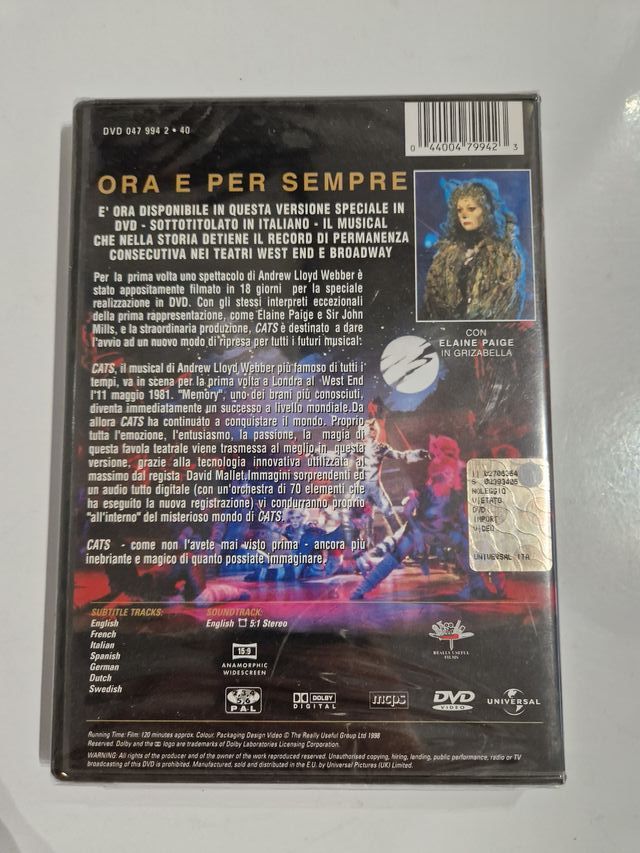 DVD 047 994 2 • 40
0 44004 79942 3
ORA E PER SEMPRE
E' ORA DISPONIBILE IN QUESTA VERSIONE SPECIALE IN
DVD - SOTTOTITOLATO IN ITALIANO - IL MUSICAL
CHE NELLA STORIA DETIENE IL RECORD DI PERMANENZA
CONSECUTIVA NEI TEATRI WEST END E BROADWAY
Per la prima volta uno spettacolo di Andrew Lloyd Webber è
stato appositamente filmato in 18 giorni per la speciale
realizzazione in DVD. Con gli stessi interpreti eccezionali
della prima rappresentazione, come Elaine Paige e Sir John
Mills, e la straordinaria produzione, CATS è destinato a dare
l'avvio ad un nuovo modo di ripresa per tutti i futuri musical:
CON
ELAINE PAIGE
IN GRIZABELLA
CATS, il musical di Andrew Lloyd Webber più famoso di tutti i
tempi, va in scena per la prima volta a Londra al West End
l'11 maggio 1981. "Memory", uno dei brani più conosciuti,
diventa immediatamente un successo a livello mondiale. Da
allora CATS ha continuato a conquistare il mondo. Proprio
tutta l'emozione, l'entusiasmo, la passione, la magia di
questa favola teatrale viene trasmessa al meglio in questa
versione, grazie alla tecnologia innovativa utilizzata al
massimo dal regista David Mallet. Immagini sorprendenti ed
un audio tutto digitale (con un'orchestra di 70 elementi che
ha eseguito la nuova registrazione) vi condurranno proprio
"all'interno" del misterioso mondo di CATS.
CATS - come non l'avete mai visto prima - ancora più
inebriante e magico di quanto possiate immaginare.
NOLEGGIO
VIETATO
DVD
IMPORT
VIDEO
UNIVERSAL ITA
SUBTITLE TRACKS:
English
French
Italian
Spanish
German
Dutch
Swedish
SOUNDTRACK:
English 5:1 Stereo
15:9
ANAMORPHIC
WIDESCREEN
PAL
REALLY USEFUL
FILMS
DOLBY
DIGITAL
mcps
DVD
VIDEO
UNIVERSAL
Running Time: Film: 120 minutes approx. Colour. Packaging Design Video © The Really Useful Group Ltd 1998
Reserved. Dolby and the logo are trademarks of Dolby Laboratories Licensing Corporation.
WARNING: All rights of the producer and of the owner of the work reproduced reserved. Unauthorised copying, hiring, lending, public performance, radio or TV
broadcasting of this DVD is prohibited. Manufactured, sold and distributed in the E.U. by Universal Pictures (UK) Limited.